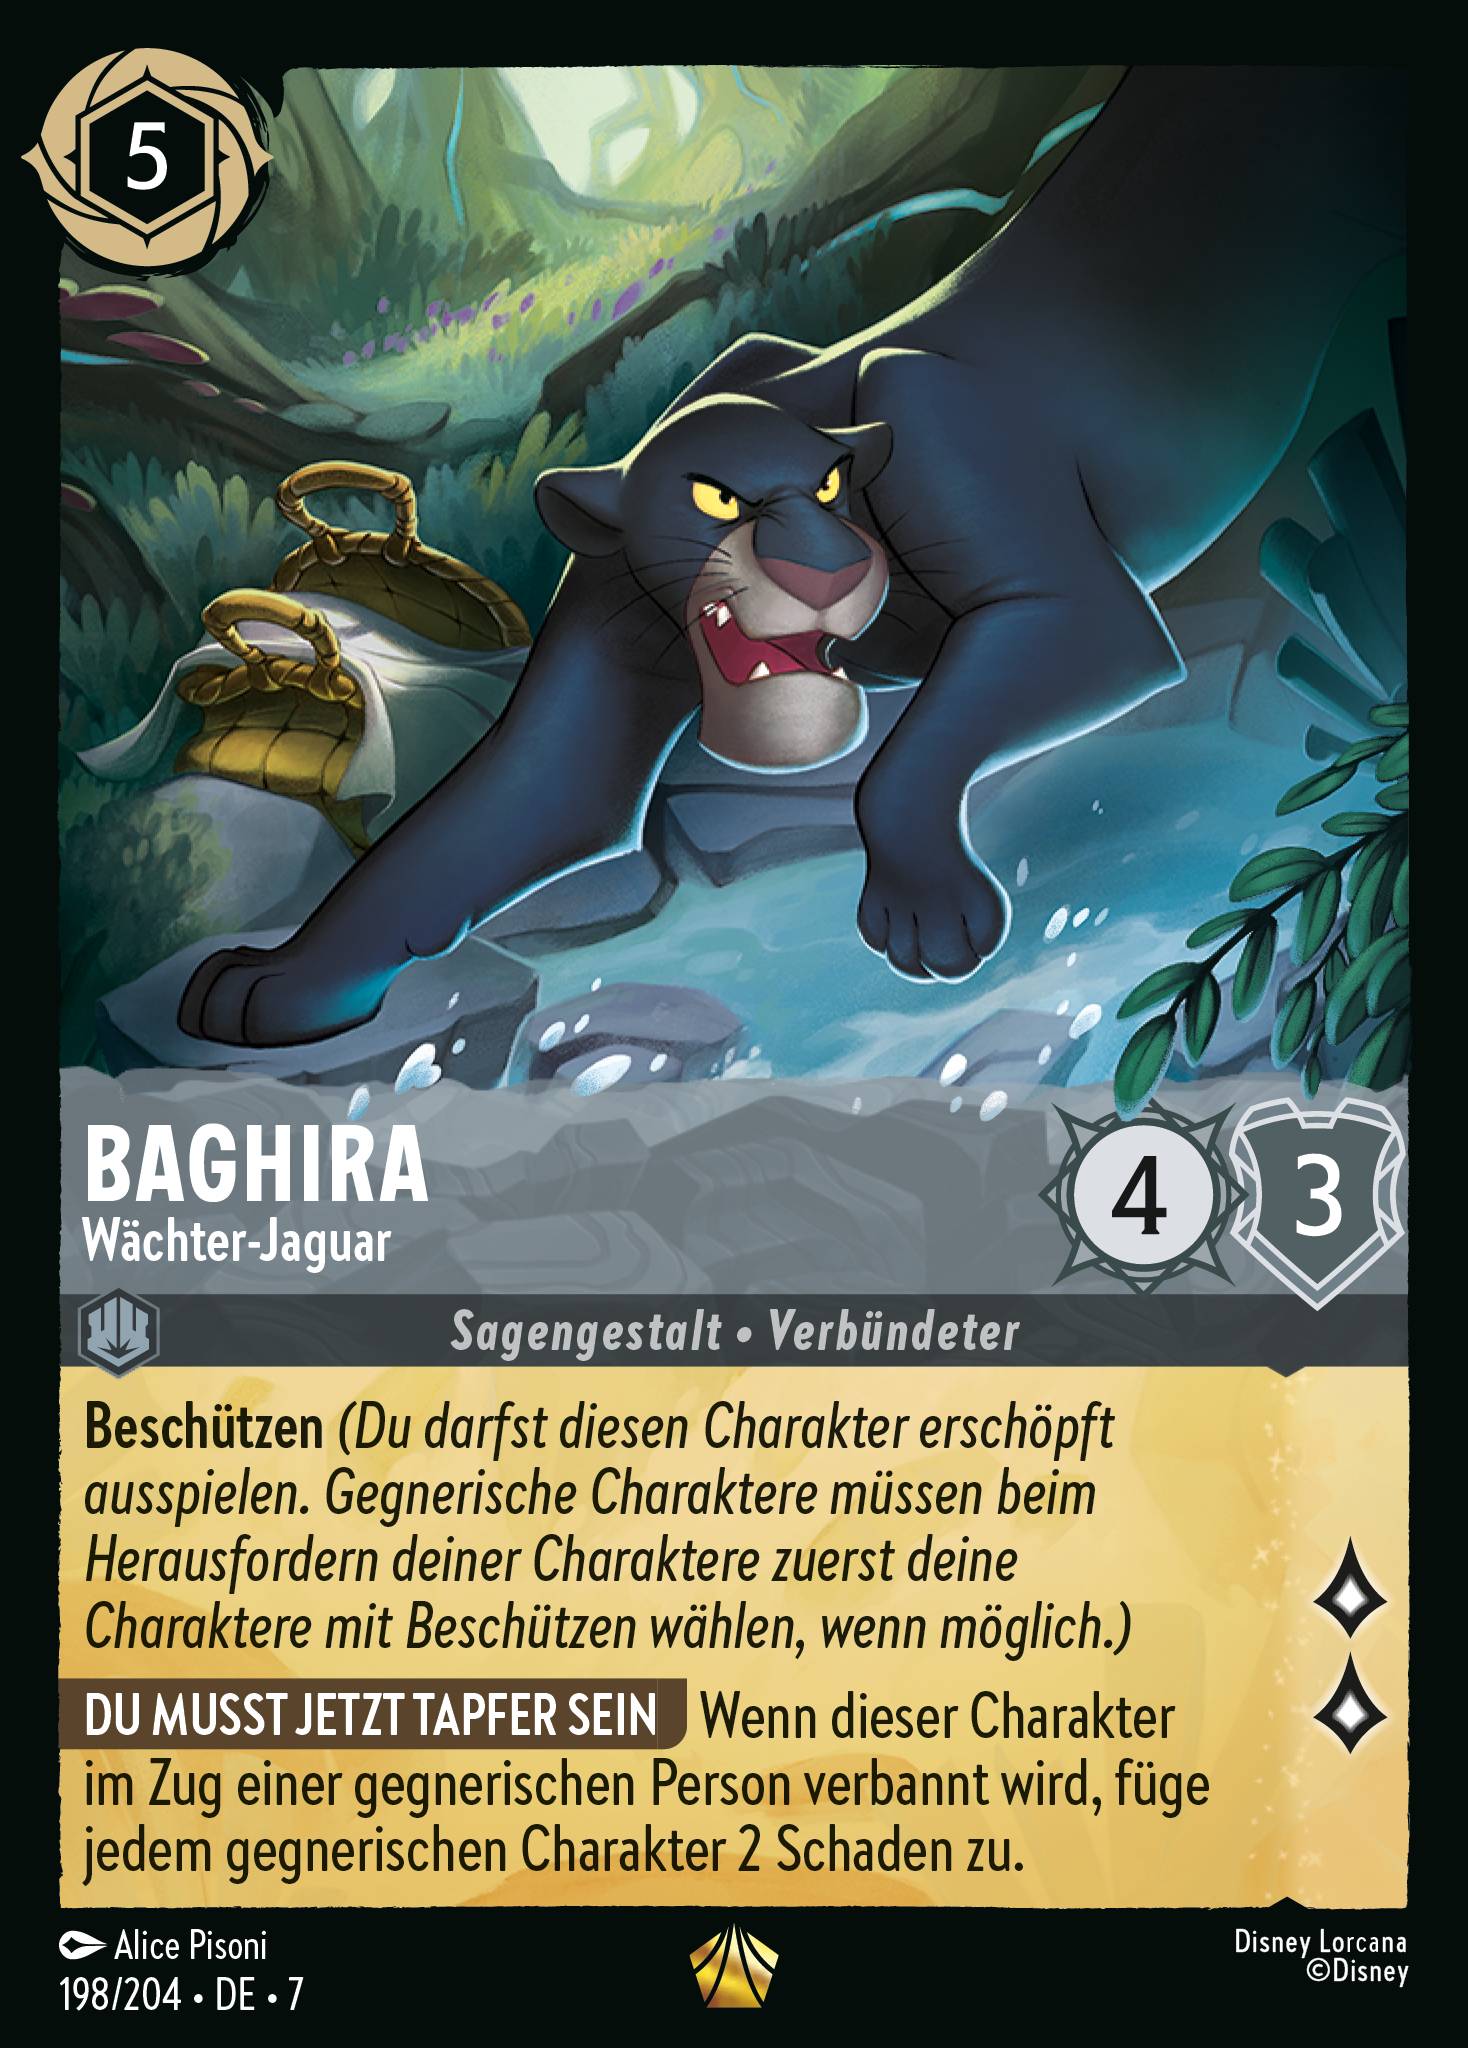 5
BAGHIRA
Wächter-Jaguar
4
3
Sagengestalt • Verbündeter
Beschützen (Du darfst diesen Charakter erschöpft
ausspielen. Gegnerische Charaktere müssen beim
Herausfordern deiner Charaktere zuerst deine
Charaktere mit Beschützen wählen, wenn möglich.)
DU MUSST JETZT TAPFER SEIN Wenn dieser Charakter
im Zug einer gegnerischen Person verbannt wird, füge
jedem gegnerischen Charakter 2 Schaden zu.
Alice Pisoni
198/204 • DE • 7
Disney Lorcana
©Disney